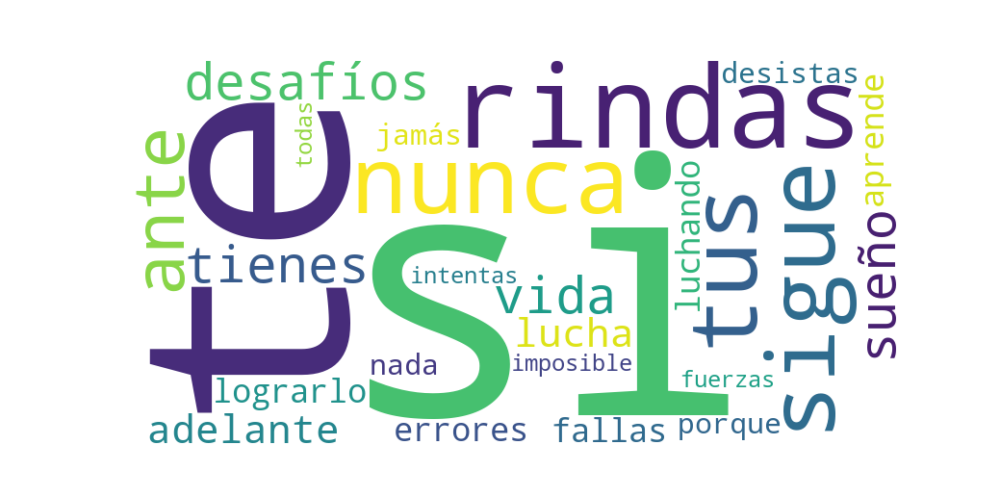 desafíos
rindas
desistas
todas
jamás
aprende
te
ante
nunca
si
tienes
intentas
vida
luchando
tus
sigue
sueño
lucha
nada
imposible
lograrlo
fuerzas
adelante
errores
fallas
porque